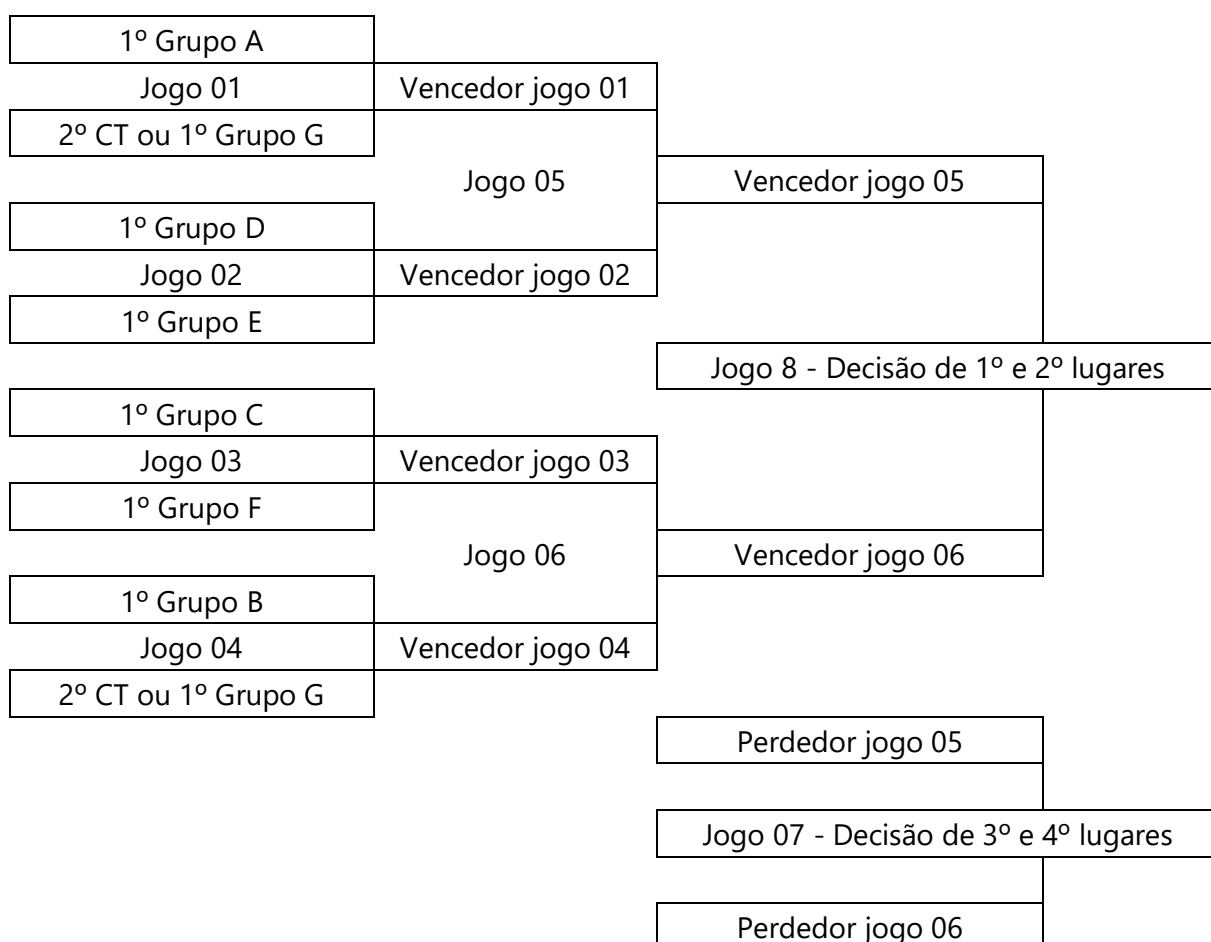 1º Grupo A
Jogo 01
Vencedor jogo 01
2º CT ou 1º Grupo G
Jogo 05
Vencedor jogo 05
1º Grupo D
Jogo 02
Vencedor jogo 02
1º Grupo E
Jogo 8 - Decisão de 1º e 2º lugares
1º Grupo C
Jogo 03
Vencedor jogo 03
1º Grupo F
Jogo 06
Vencedor jogo 06
1º Grupo B
Jogo 04
Vencedor jogo 04
2º CT ou 1º Grupo G
Perdedor jogo 05
Jogo 07 - Decisão de 3º e 4º lugares
Perdedor jogo 06